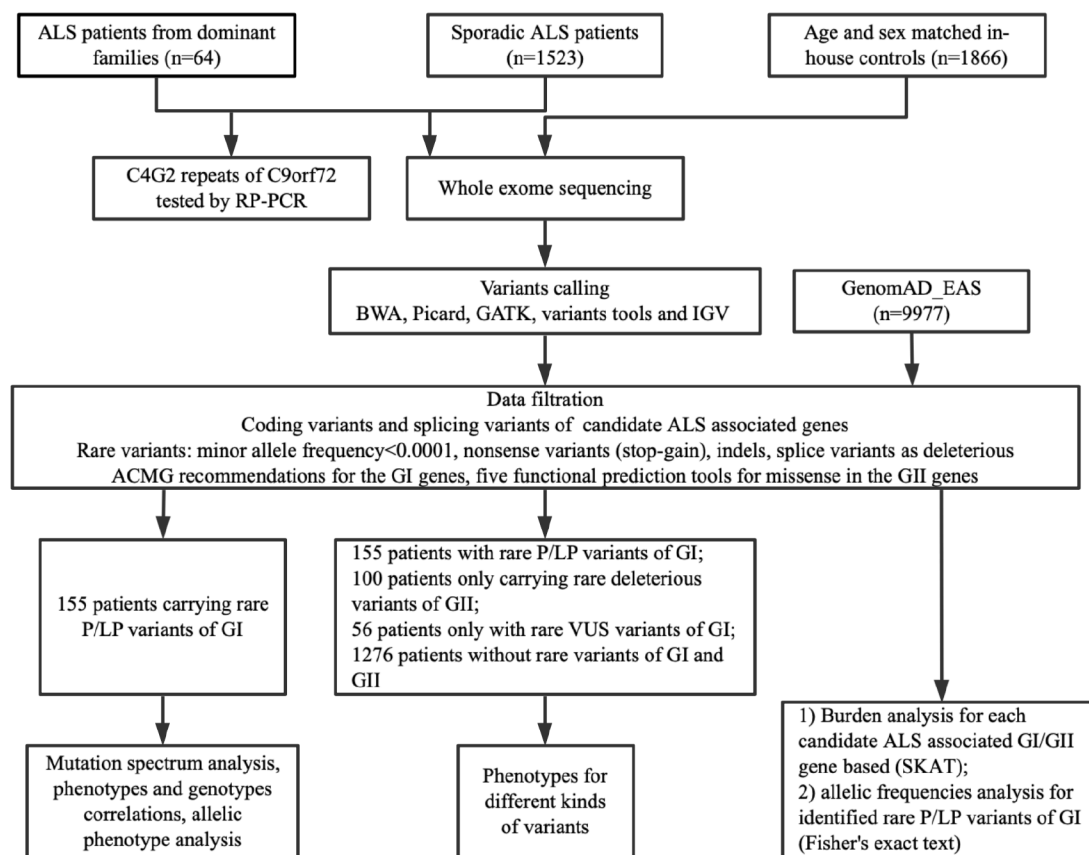 ALS patients from dominant
families (n=64)
Sporadic ALS patients
(n=1523)
Age and sex matched in-
house controls (n=1866)
C4G2 repeats of C9orf72
tested by RP-PCR
Whole exome sequencing
Variants calling
BWA, Picard, GATK, variants tools and IGV
GenomAD_EAS
(n=9977)
Data filtration
Coding variants and splicing variants of candidate ALS associated genes
Rare variants: minor allele frequency<0.0001, nonsense variants (stop-gain), indels, splice variants as deleterious
ACMG recommendations for the GI genes, five functional prediction tools for missense in the GII genes
155 patients carrying rare
P/LP variants of GI
155 patients with rare P/LP variants of GI;
100 patients only carrying rare deleterious
variants of GII;
56 patients only with rare VUS variants of GI;
1276 patients without rare variants of GI and
GII
Mutation spectrum analysis,
phenotypes and genotypes
correlations, allelic
phenotype analysis
Phenotypes for
different kinds
of variants
1) Burden analysis for each
candidate ALS associated GI/GII
gene based (SKAT);
2) allelic frequencies analysis for
identified rare P/LP variants of GI
(Fisher's exact text)